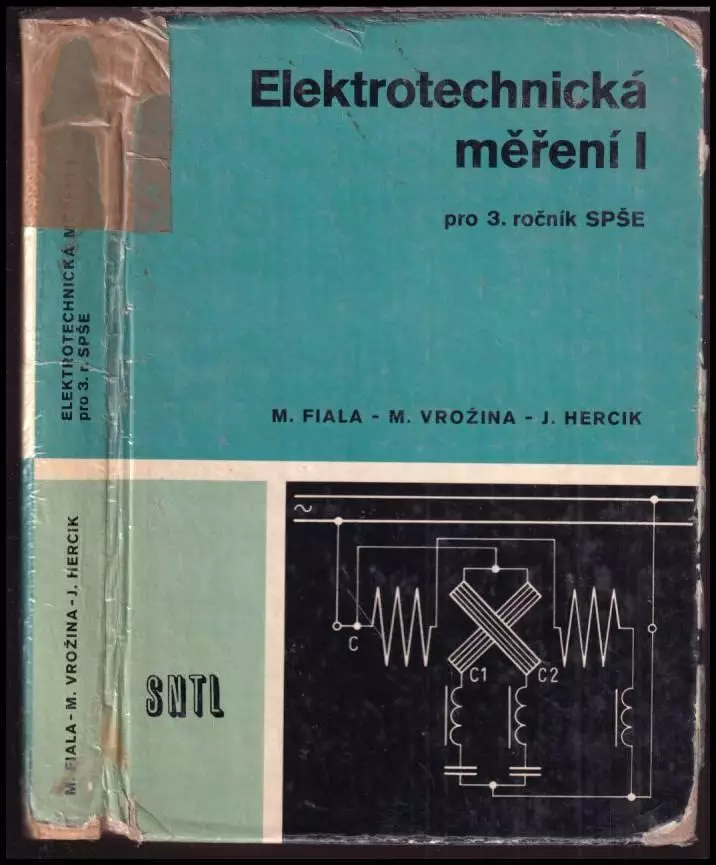 Elektrotechnická
měření I
pro 3. ročník SPŠE
M. FIALA - M. VROŽINA - J. HERCIK
SNTL
C
C1
C2
ELEKTROTECHNICKÁ
pro 3. r. SPŠE
M. FIALA - M. VROŽINA - J. HERCIK